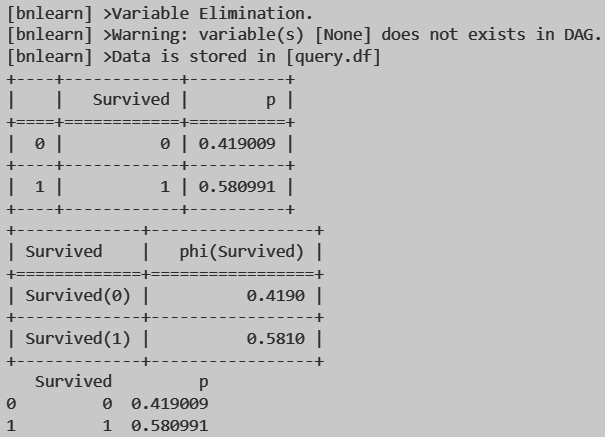 [bnlearn] >Variable Elimination.
[bnlearn] >Warning: variable(s) [None] does not exists in DAG.
[bnlearn] >Data is stored in [query.df]
+----+------------+----------+
|    |   Survived |        p |
+====+============+==========+
|  0 |          0 | 0.419009 |
+----+------------+----------+
|  1 |          1 | 0.580991 |
+----+------------+----------+
+-------------+-----------------+
| Survived    |   phi(Survived) |
+=============+=================+
| Survived(0) |          0.4190 |
+-------------+-----------------+
| Survived(1) |          0.5810 |
+-------------+-----------------+
   Survived         p
0         0  0.419009
1         1  0.580991